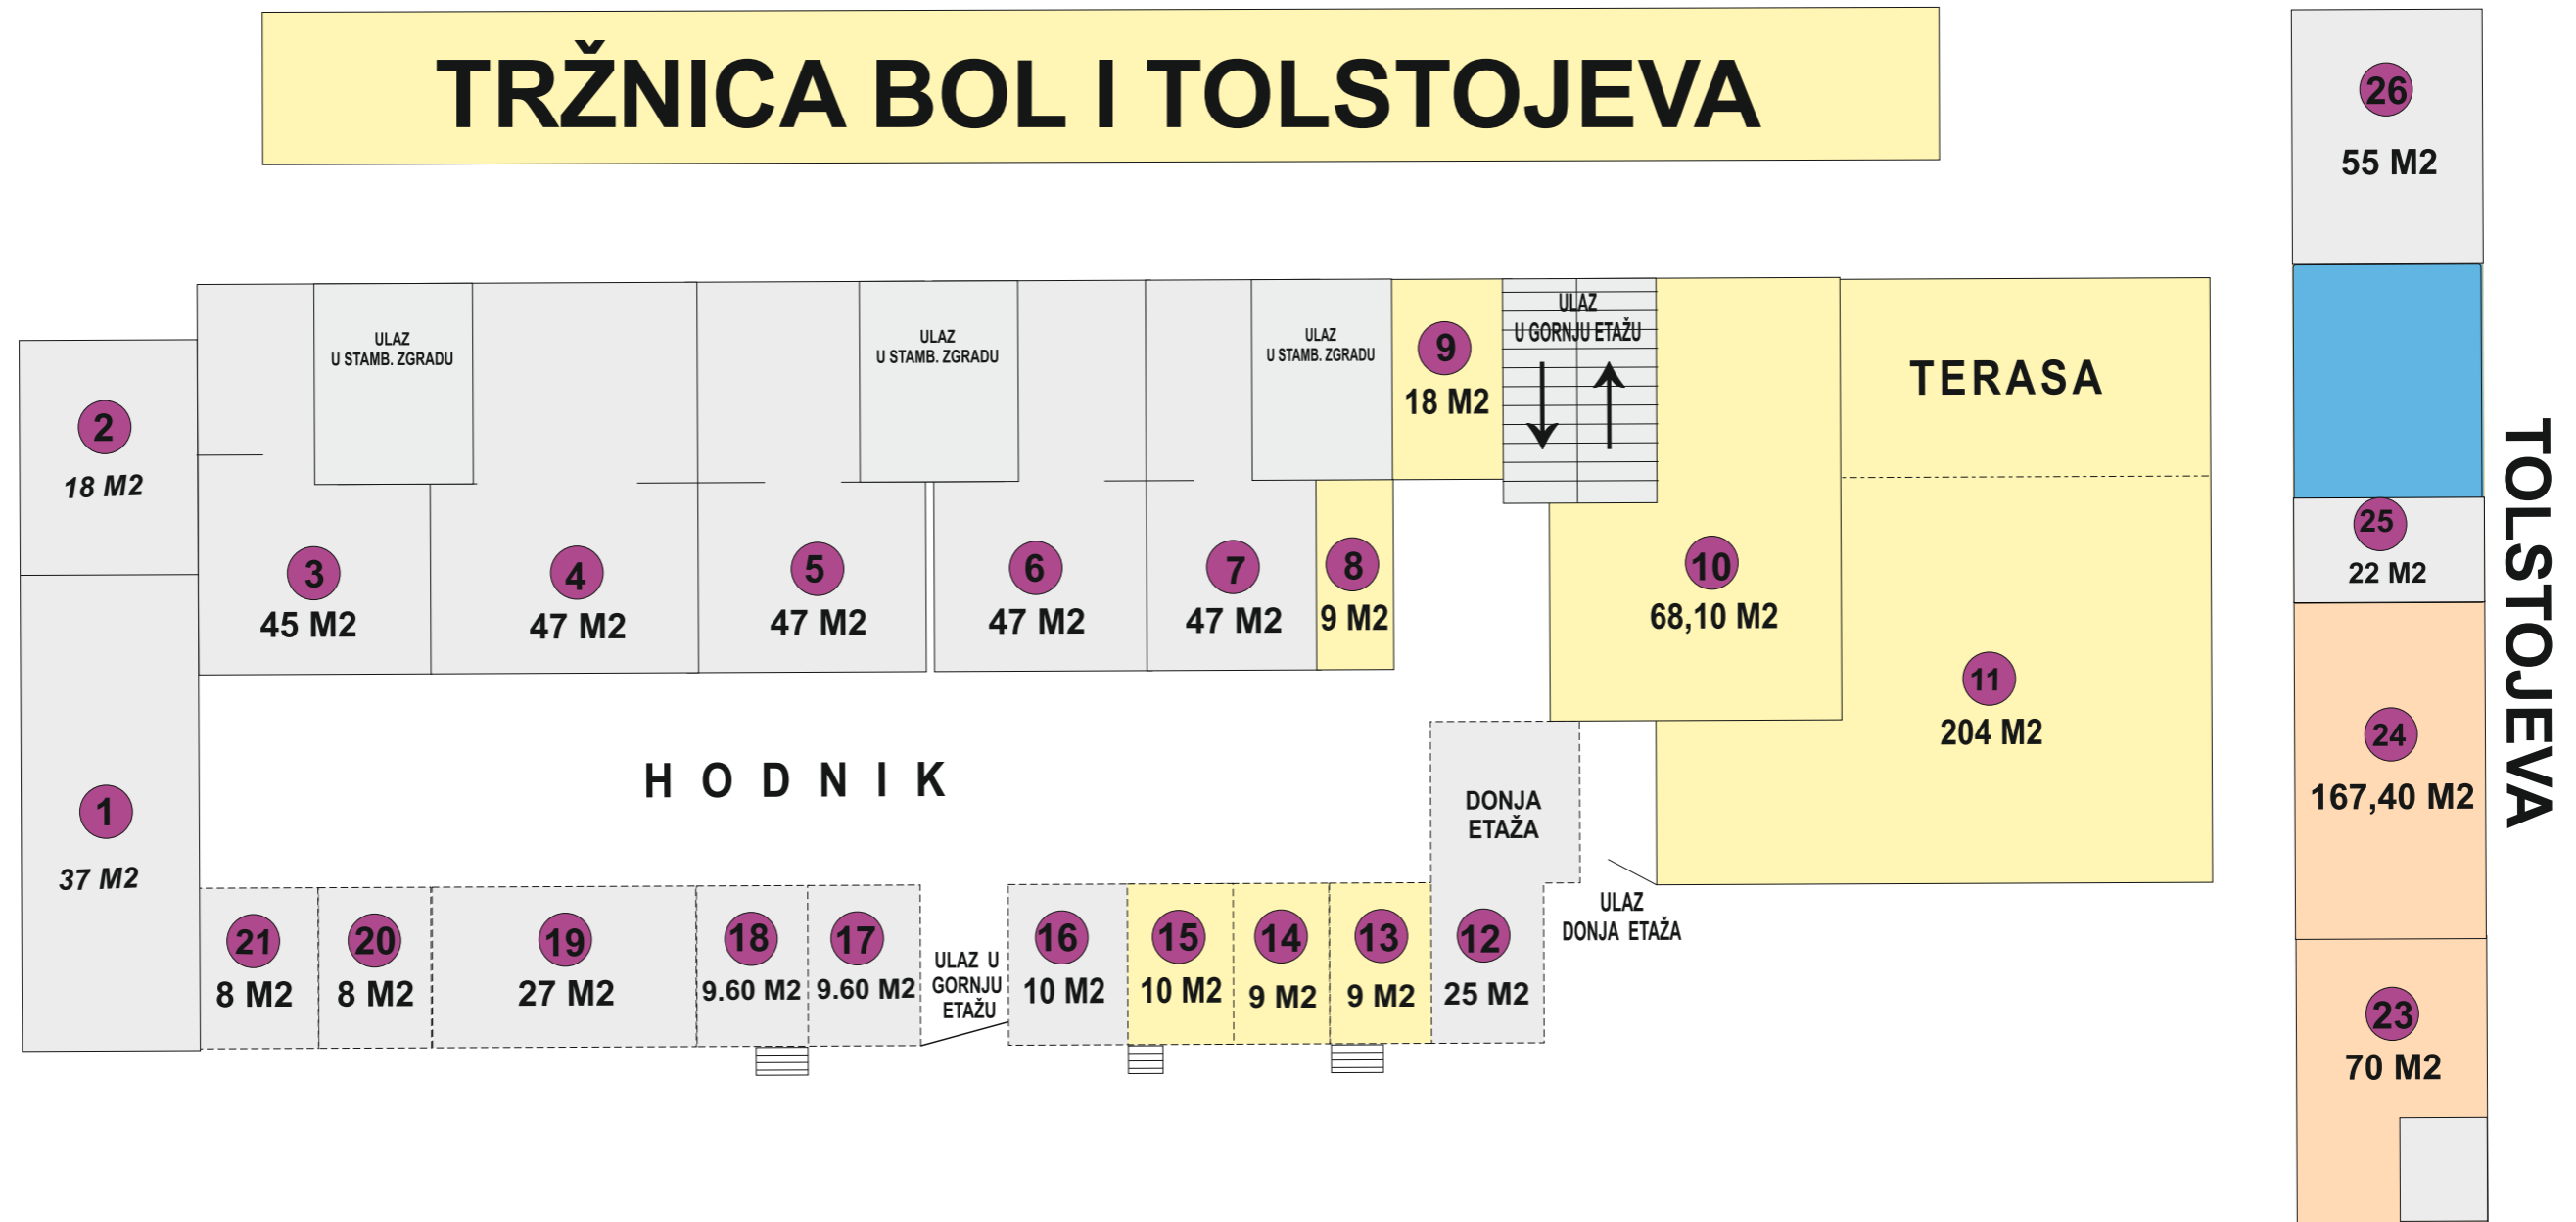 TRŽNICA BOL I TOLSTOJEVA
26
55 M2
ULAZ
U STAMB. ZGRADU
ULAZ
U STAMB. ZGRADU
ULAZ
U STAMB. ZGRADU
9
18 M2
ULAZ
U GORNJU ETAŽU
TERASA
2
18 M2
3
45 M2
4
47 M2
5
47 M2
6
47 M2
7
47 M2
8
9 M2
10
68,10 M2
11
204 M2
25
22 M2
TOLSTOJEVA
24
167,40 M2
HODNIK
1
37 M2
DONJA
ETAŽA
ULAZ
DONJA ETAŽA
21
8 M2
20
8 M2
19
27 M2
18
9.60 M2
17
9.60 M2
ULAZ U
GORNJU
ETAŽU
16
10 M2
15
10 M2
14
9 M2
13
9 M2
12
25 M2
23
70 M2